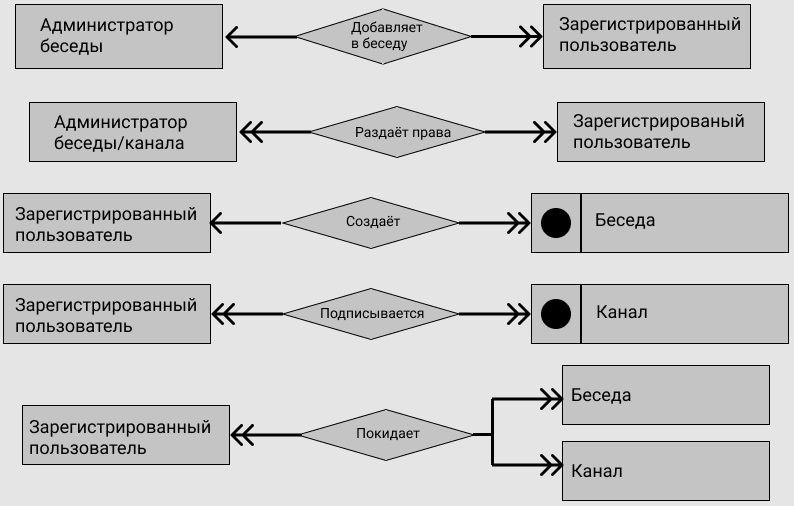 Администратор
беседы
Добавляет
в беседу
Зарегистрированный
пользователь
Администратор
беседы/канала
Раздаёт права
Зарегистрированый
пользователь
Зарегистрированный
пользователь
Создаёт
Беседа
Зарегистрированный
пользователь
Подписывается
Канал
Зарегистрированный
пользователь
Покидает
Беседа
Канал